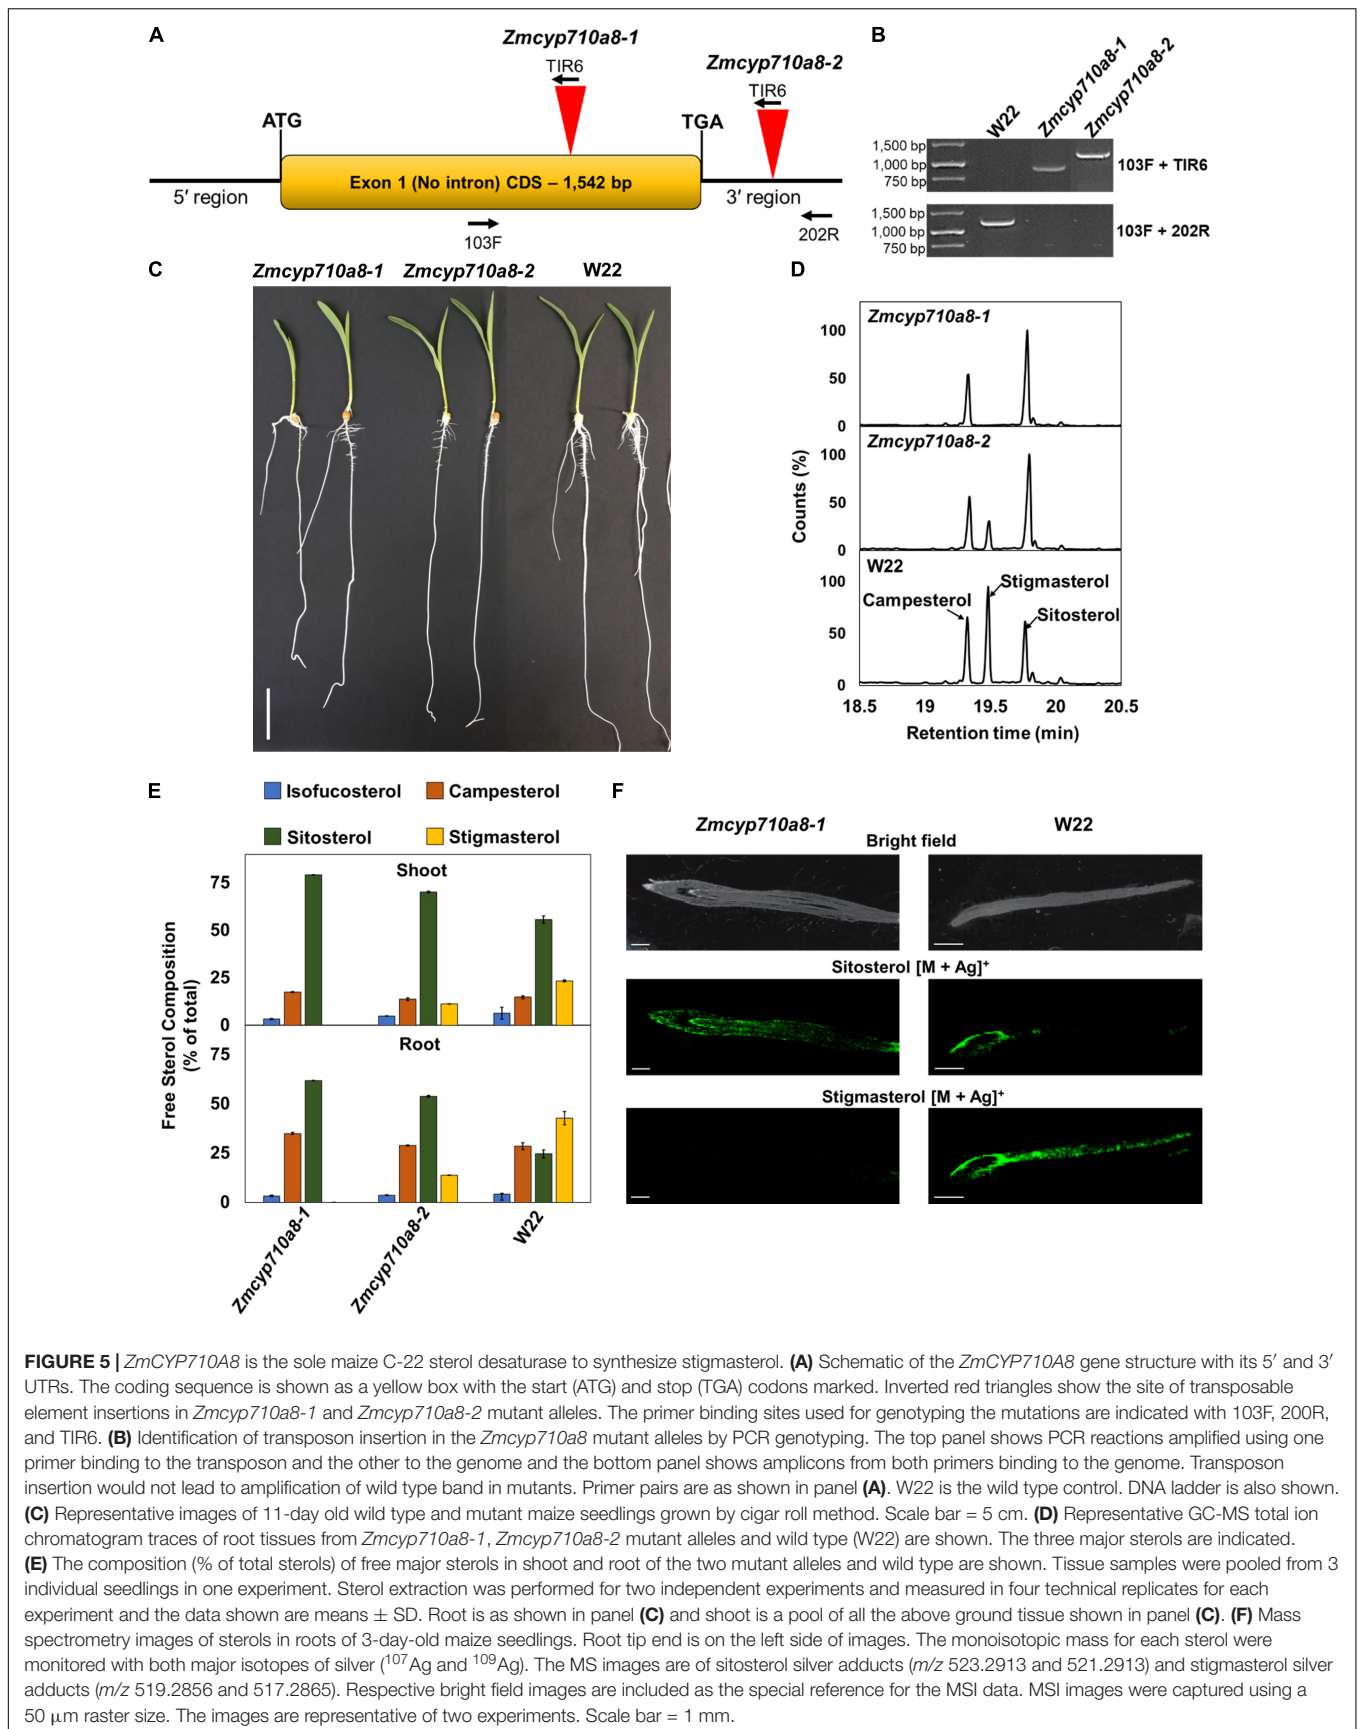 A
Zmcyp710a8-1
TIR6
Zmcyp710a8-2
TIR6
ATG
TGA
Exon 1 (No intron) CDS – 1,542 bp
5′ region
3′ region
103F
202R
B
W22
Zmcyp710a8-1
Zmcyp710a8-2
1,500 bp
1,000 bp
750 bp
103F + TIR6
1,500 bp
1,000 bp
750 bp
103F + 202R
C
Zmcyp710a8-1
Zmcyp710a8-2
W22
D
Zmcyp710a8-1
100
50
0
Zmcyp710a8-2
100
50
0
W22
100
50
0
Campesterol
Stigmasterol
Sitosterol
Counts (%)
18.5 19 19.5 20 20.5
Retention time (min)
E
Isofucosterol
Campesterol
Sitosterol
Stigmasterol
Shoot
75
50
25
0
Root
75
50
25
0
Free Sterol Composition
(% of total)
Zmcyp710a8-1
Zmcyp710a8-2
W22
F
Zmcyp710a8-1
W22
Bright field
Sitosterol [M + Ag]⁺
Stigmasterol [M + Ag]⁺
FIGURE 5 | ZmCYP710A8 is the sole maize C-22 sterol desaturase to synthesize stigmasterol. (A) Schematic of the ZmCYP710A8 gene structure with its 5′ and 3′
UTRs. The coding sequence is shown as a yellow box with the start (ATG) and stop (TGA) codons marked. Inverted red triangles show the site of transposable
element insertions in Zmcyp710a8-1 and Zmcyp710a8-2 mutant alleles. The primer binding sites used for genotyping the mutations are indicated with 103F, 200R,
and TIR6. (B) Identification of transposon insertion in the Zmcyp710a8 mutant alleles by PCR genotyping. The top panel shows PCR reactions amplified using one
primer binding to the transposon and the other to the genome and the bottom panel shows amplicons from both primers binding to the genome. Transposon
insertion would not lead to amplification of wild type band in mutants. Primer pairs are as shown in panel (A). W22 is the wild type control. DNA ladder is also shown.
(C) Representative images of 11-day old wild type and mutant maize seedlings grown by cigar roll method. Scale bar = 5 cm. (D) Representative GC-MS total ion
chromatogram traces of root tissues from Zmcyp710a8-1, Zmcyp710a8-2 mutant alleles and wild type (W22) are shown. The three major sterols are indicated.
(E) The composition (% of total sterols) of free major sterols in shoot and root of the two mutant alleles and wild type are shown. Tissue samples were pooled from 3
individual seedlings in one experiment. Sterol extraction was performed for two independent experiments and measured in four technical replicates for each
experiment and the data shown are means ± SD. Root is as shown in panel (C) and shoot is a pool of all the above ground tissue shown in panel (C). (F) Mass
spectrometry images of sterols in roots of 3-day-old maize seedlings. Root tip end is on the left side of images. The monoisotopic mass for each sterol were
monitored with both major isotopes of silver (¹⁰⁷Ag and ¹⁰⁹Ag). The MS images are of sitosterol silver adducts (m/z 523.2913 and 521.2913) and stigmasterol silver
adducts (m/z 519.2856 and 517.2865). Respective bright field images are included as the special reference for the MSI data. MSI images were captured using a
50 μm raster size. The images are representative of two experiments. Scale bar = 1 mm.